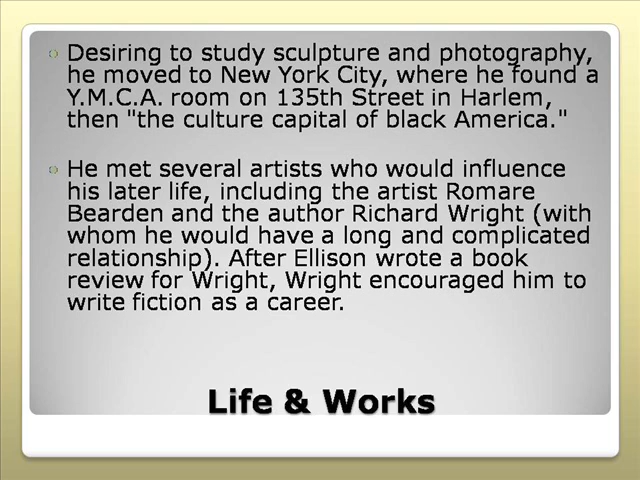 Desiring to study sculpture and photography,
he moved to New York City, where he found a
Y.M.C.A. room on 135th Street in Harlem,
then "the culture capital of black America."
He met several artists who would influence
his later life, including the artist Romare
Bearden and the author Richard Wright (with
whom he would have a long and complicated
relationship). After Ellison wrote a book
review for Wright, Wright encouraged him to
write fiction as a career.
Life & Works